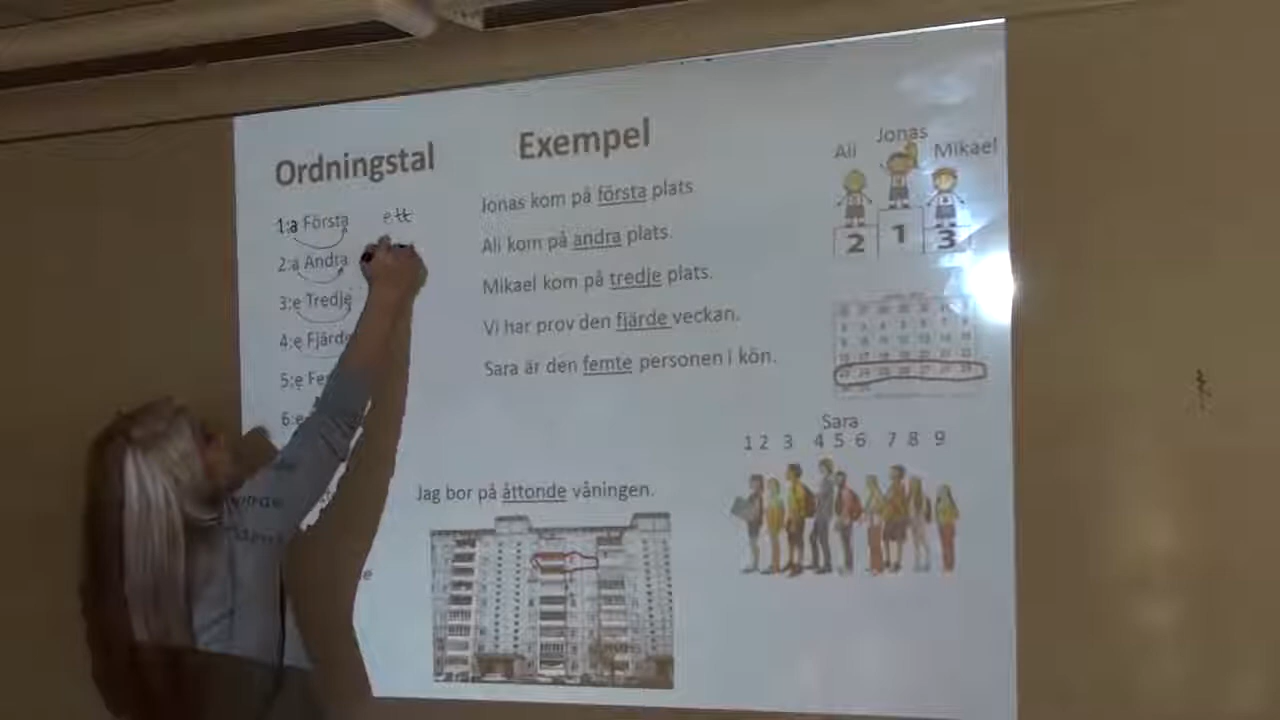 Ordningstal
1:a Första ett
2:a Andra
3:e Tredje
4:e Fjärde
5:e
6:e
Exempel
Jonas kom på första plats.
Ali kom på andra plats.
Mikael kom på tredje plats.
Vi har prov den fjärde veckan.
Sara är den femte personen i kön.
Jag bor på åttonde våningen.
Ali Jonas Mikael
2 1 3
Sara
1 2 3 4 5 6 7 8 9